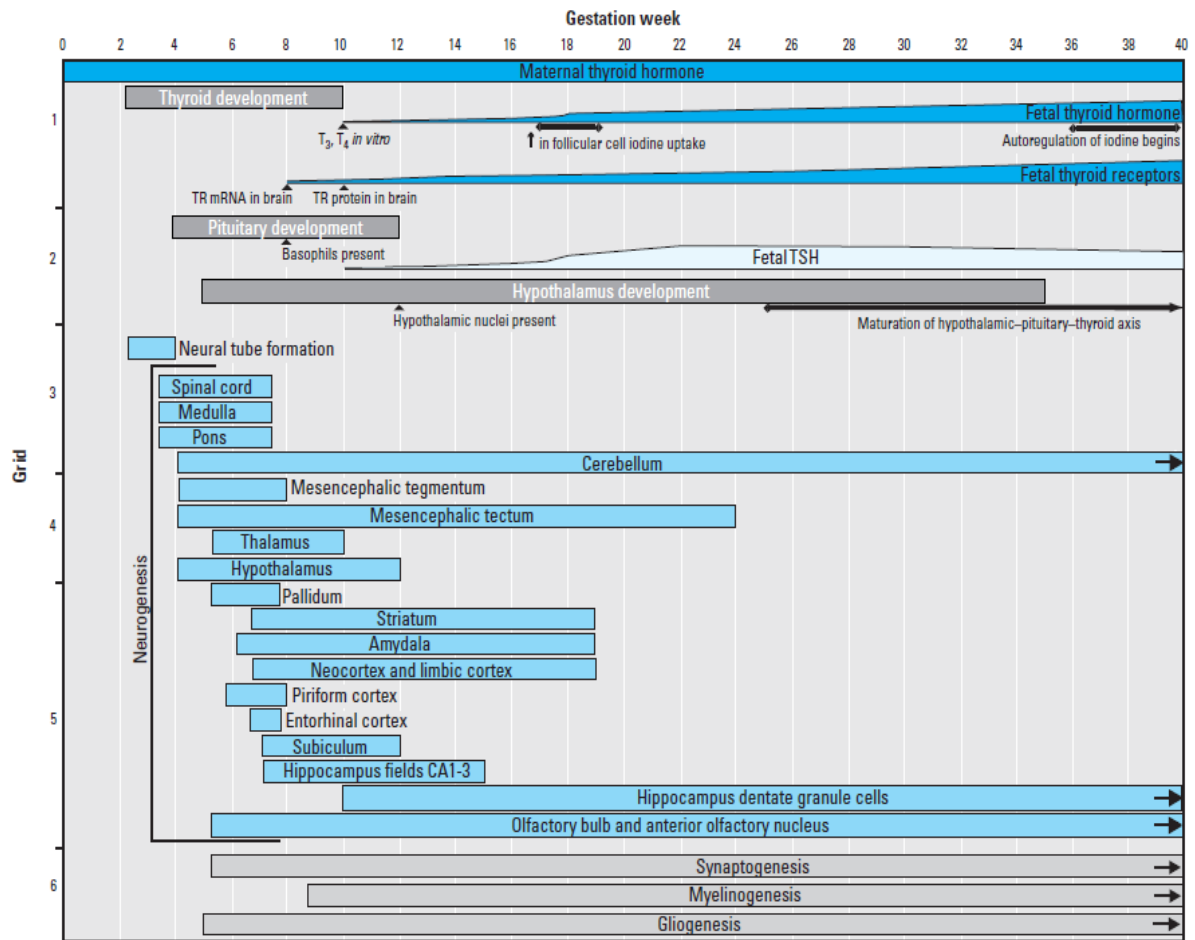 Gestation week
0 2 4 6 8 10 12 14 16 18 20 22 24 26 28 30 32 34 36 38 40
Maternal thyroid hormone
Thyroid development
1
Fetal thyroid hormone
T3, T4 in vitro
↑ in follicular cell iodine uptake
Autoregulation of iodine begins
Fetal thyroid receptors
TR mRNA in brain
TR protein in brain
Pituitary development
Basophils present
2
Fetal TSH
Hypothalamus development
Hypothalamic nuclei present
Maturation of hypothalamic–pituitary–thyroid axis
Neural tube formation
3
Spinal cord
Medulla
Pons
Grid
Cerebellum
Mesencephalic tegmentum
4
Mesencephalic tectum
Thalamus
Hypothalamus
Neurogenesis
Pallidum
Striatum
Amydala
Neocortex and limbic cortex
Piriform cortex
5
Entorhinal cortex
Subiculum
Hippocampus fields CA1-3
Hippocampus dentate granule cells
Olfactory bulb and anterior olfactory nucleus
Synaptogenesis
6
Myelinogenesis
Gliogenesis